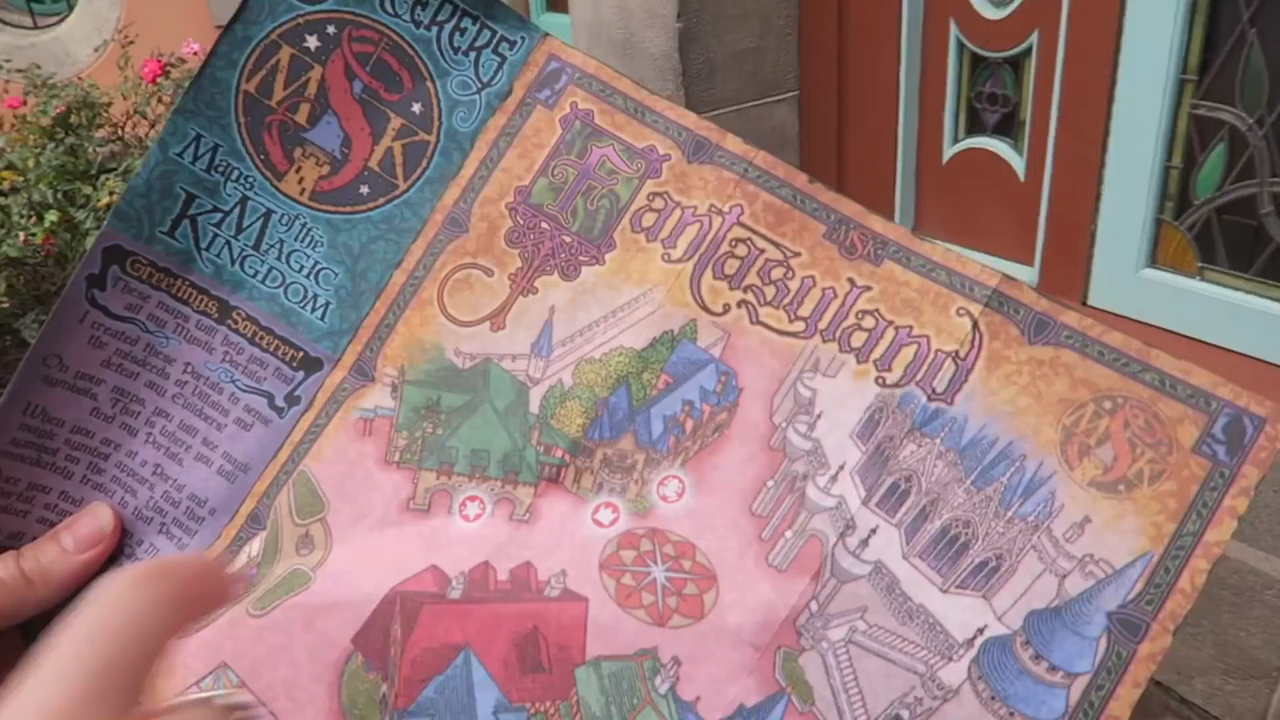 MSK
Maps of the
MAGIC
KINGDOM
Greetings, Sorcerer!
These maps will help you find
all my Mystic Portals!
I created these Portals to sense
the misdeeds of Villains and
defeat any Evildoers!
On your maps, you will see magic
symbols. That is where you will
find my Portals.
When you are at a Portal and a
magic symbol appears, find that
symbol on the maps. You must
immediately travel to that Portal
Fantasyland
MSK